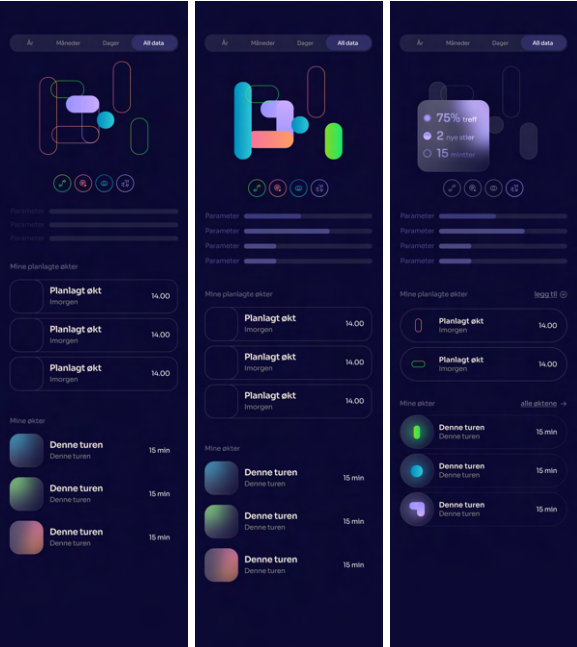 År Måneder Dager All data
Parameter
Parameter
Parameter
Mine planlagte økter
Planlagt økt
Imorgen
14.00
Planlagt økt
Imorgen
14.00
Planlagt økt
Imorgen
14.00
Mine økter
Denne turen
Denne turen
15 min
Denne turen
Denne turen
15 min
Denne turen
Denne turen
15 min
År Måneder Dager All data
Parameter
Parameter
Parameter
Parameter
Mine planlagte økter
Planlagt økt
Imorgen
14.00
Planlagt økt
Imorgen
14.00
Planlagt økt
Imorgen
14.00
Mine økter
Denne turen
Denne turen
15 min
Denne turen
Denne turen
15 min
Denne turen
Denne turen
15 min
År Måneder Dager All data
75% treff
2 nye stier
15 mintter
Parameter
Parameter
Parameter
Parameter
Mine planlagte økter legg til
Planlagt økt
Imorgen
14.00
Planlagt økt
Imorgen
14.00
Mine økter alle øktene →
Denne turen
Denne turen
15 min
Denne turen
Denne turen
15 min
Denne turen
Denne turen
15 min